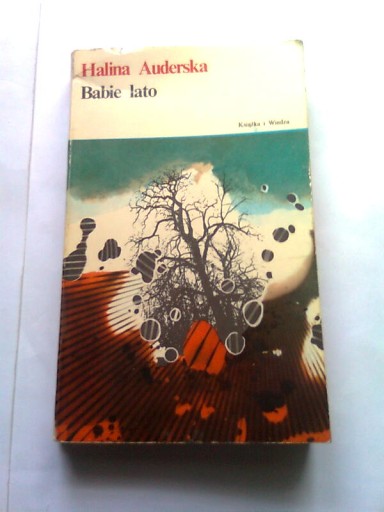 Halina Auderska
Babie lato
Książka i Wiedza